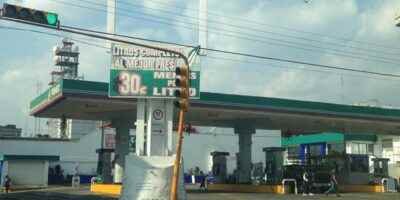 LITROS COMPLETOS
AL MEJOR PRECIO
30¢
MENOS
LITRO